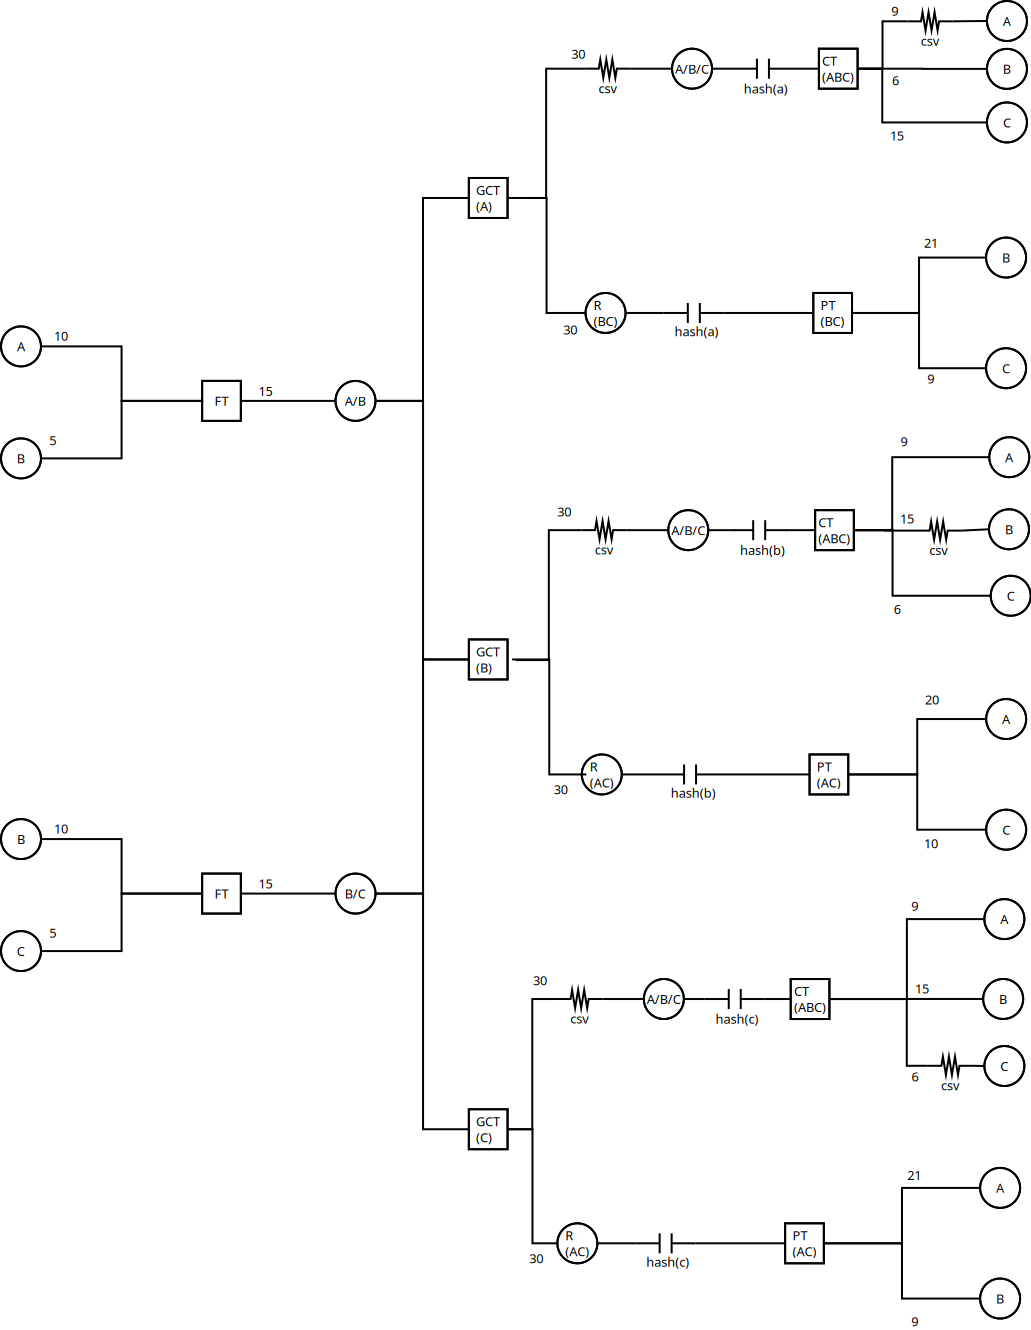 9
A
csv
30
csv
A/B/C
hash(a)
CT
(ABC)
B
6
C
15
GCT
(A)
21
B
R
(BC)
30
hash(a)
PT
(BC)
C
9
A
10
FT
15
A/B
B
5
9
A
30
csv
A/B/C
hash(b)
CT
(ABC)
15
csv
B
C
6
GCT
(B)
20
A
R
(AC)
30
hash(b)
PT
(AC)
C
10
B
10
FT
15
B/C
C
5
9
A
30
csv
A/B/C
hash(c)
CT
(ABC)
15
B
6
csv
C
GCT
(C)
21
A
R
(AC)
30
hash(c)
PT
(AC)
B
9